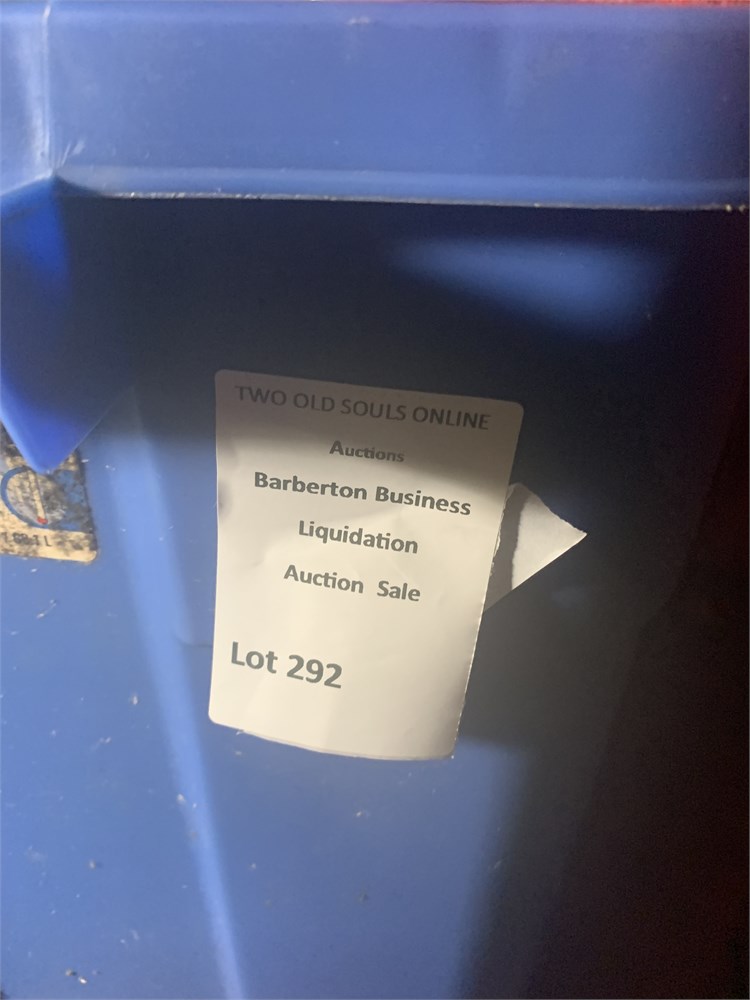 TWO OLD SOULS ONLINE
Auctions
Barberton Business
Liquidation
Auction Sale
Lot 292